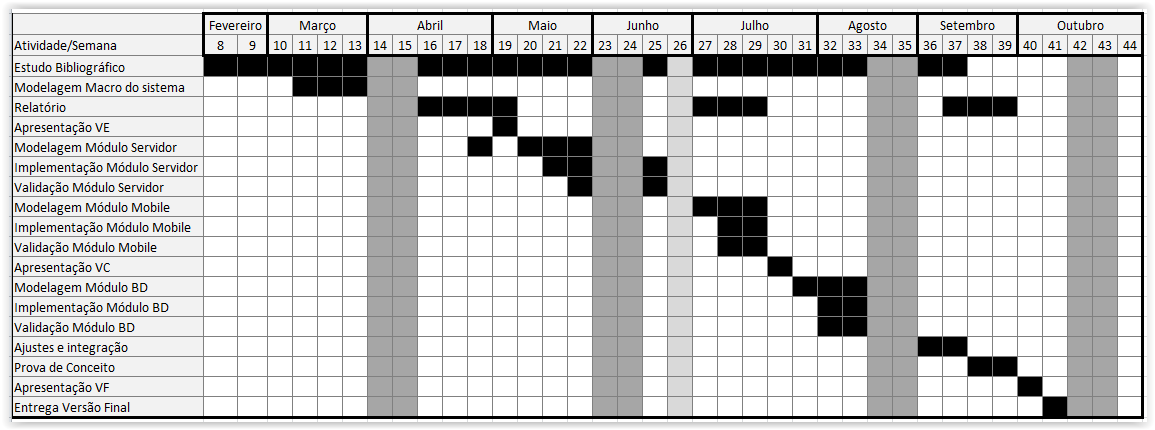 Fevereiro Março Abril Maio Junho Julho Agosto Setembro Outubro
Atividade/Semana 8 9 10 11 12 13 14 15 16 17 18 19 20 21 22 23 24 25 26 27 28 29 30 31 32 33 34 35 36 37 38 39 40 41 42 43 44
Estudo Bibliográfico
Modelagem Macro do sistema
Relatório
Apresentação VE
Modelagem Módulo Servidor
Implementação Módulo Servidor
Validação Módulo Servidor
Modelagem Módulo Mobile
Implementação Módulo Mobile
Validação Módulo Mobile
Apresentação VC
Modelagem Módulo BD
Implementação Módulo BD
Validação Módulo BD
Ajustes e integração
Prova de Conceito
Apresentação VF
Entrega Versão Final